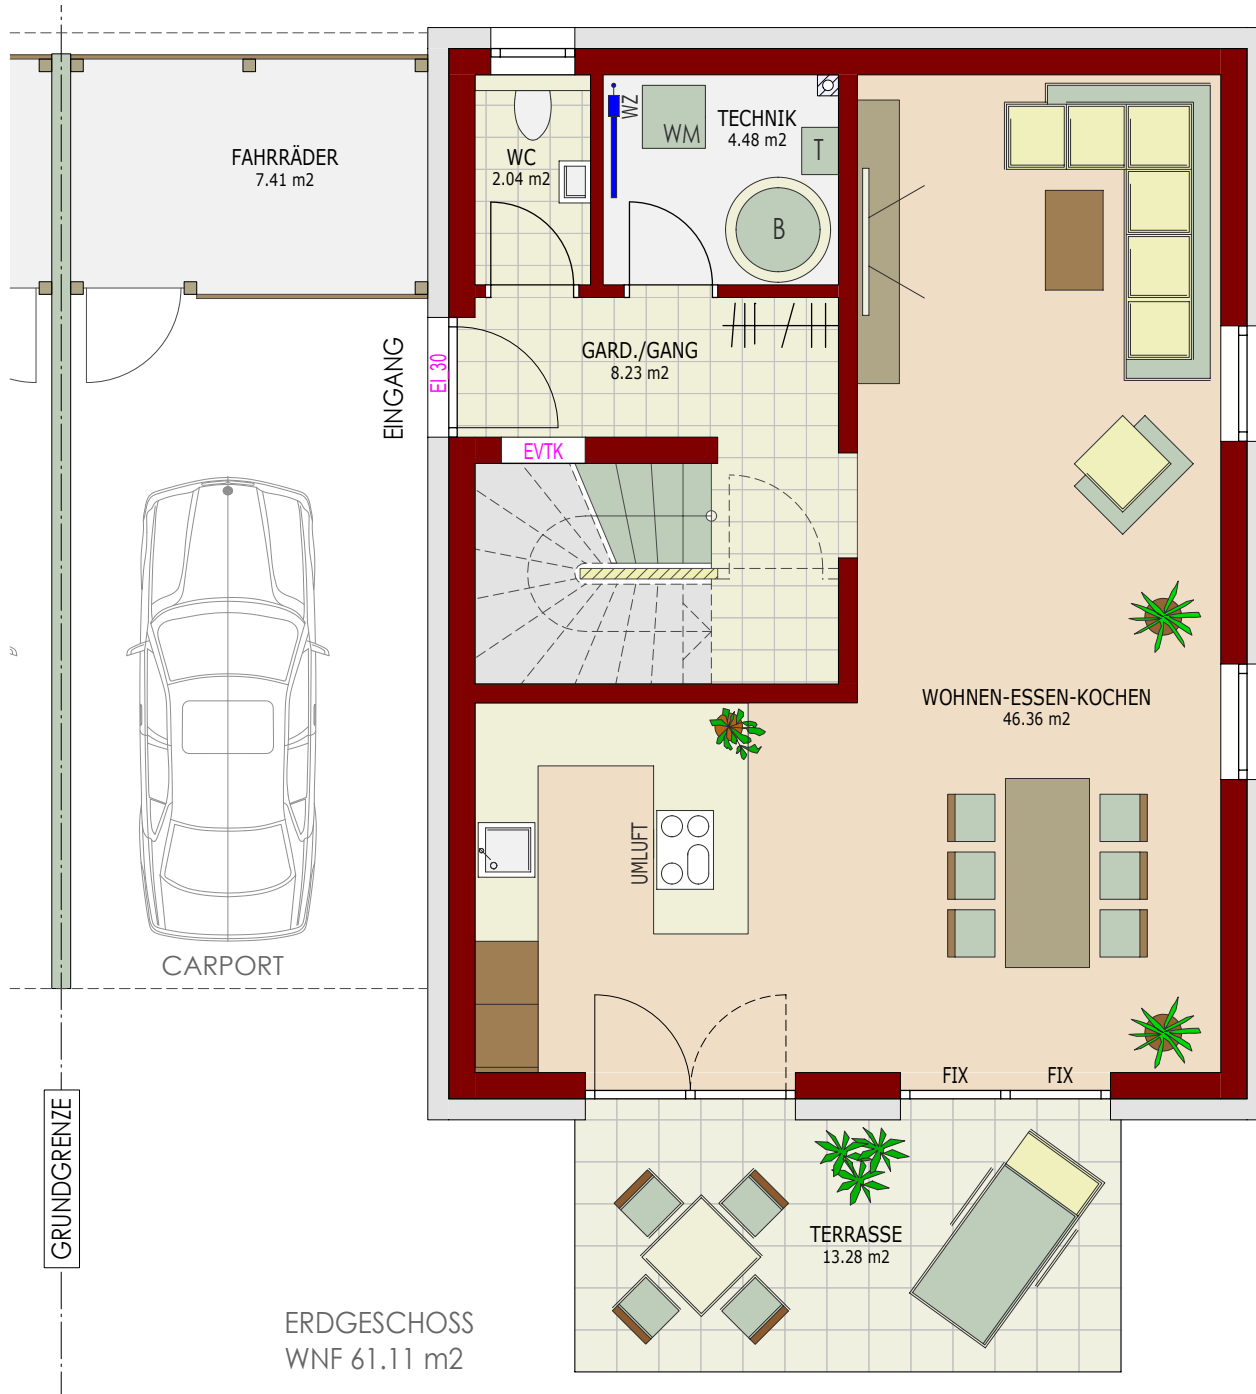 FAHRRÄDER
7.41 m2
WC
2.04 m2
WZ
WM
TECHNIK
4.48 m2
T
B
EINGANG
EI 30
GARD./GANG
8.23 m2
EVTK
WOHNEN-ESSEN-KOCHEN
46.36 m2
UMLUFT
CARPORT
FIX
FIX
GRUNDGRENZE
TERRASSE
13.28 m2
ERDGESCHOSS
WNF 61.11 m2